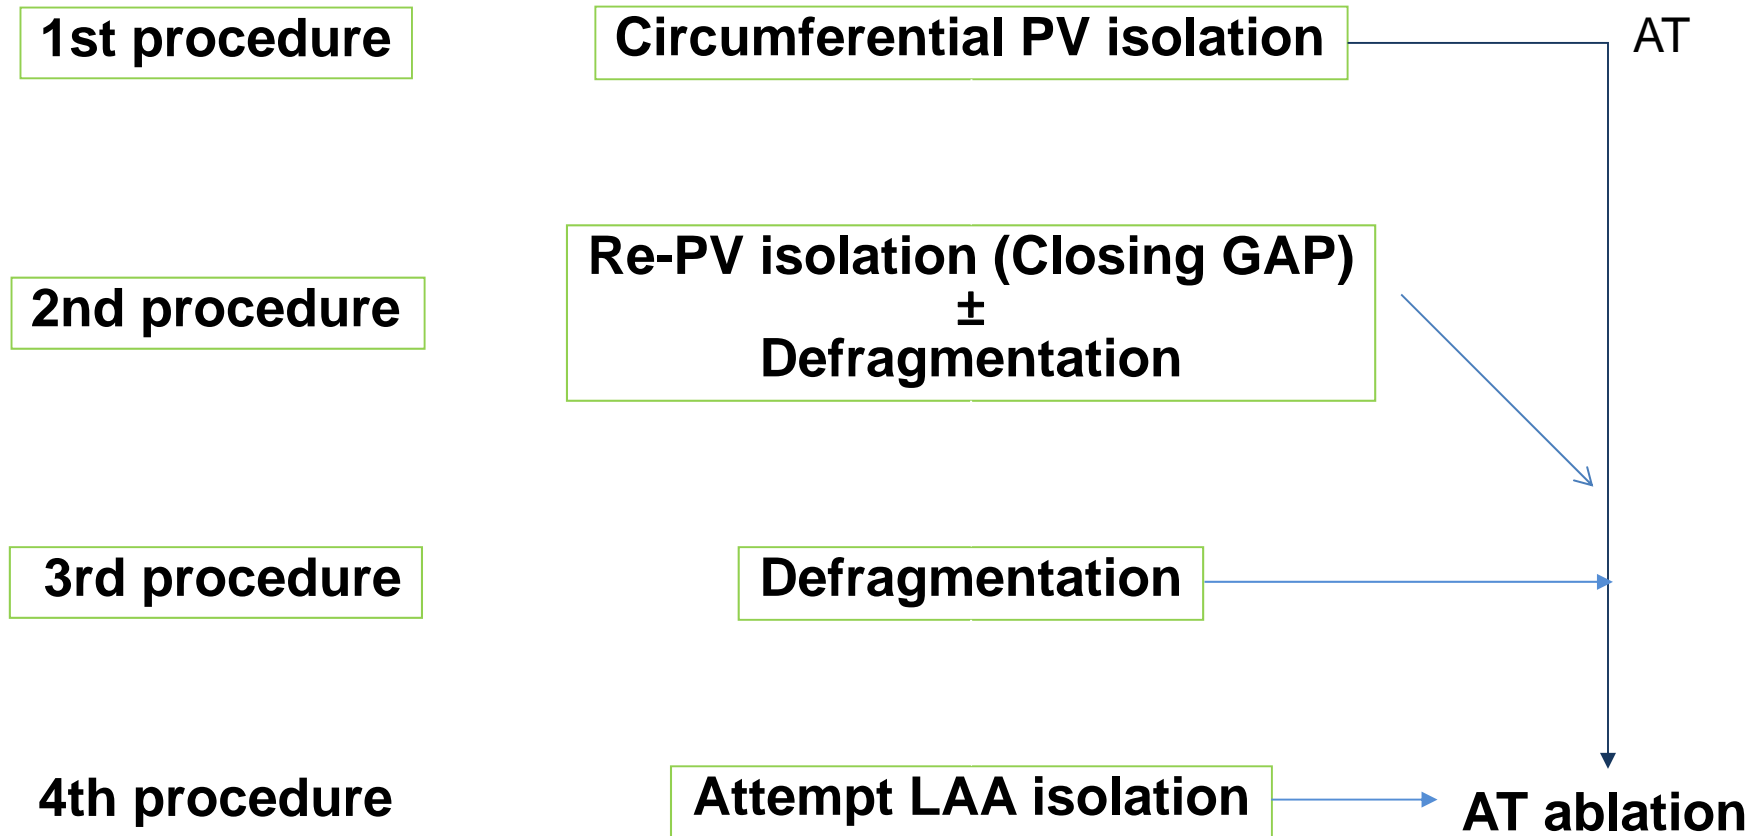 1st procedure
Circumferential PV isolation
AT
2nd procedure
Re-PV isolation (Closing GAP)
±
Defragmentation
3rd procedure
Defragmentation
4th procedure
Attempt LAA isolation
AT ablation